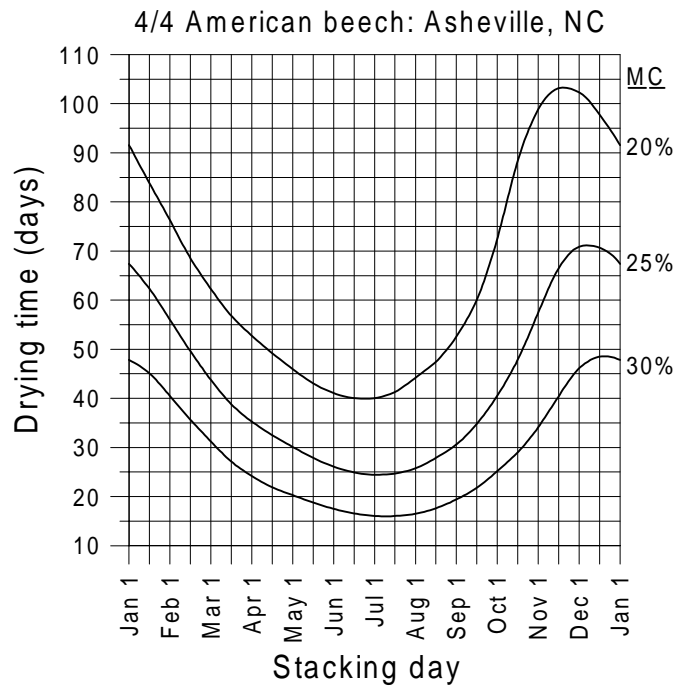 4/4 American beech: Asheville, NC
110
100
90
80
70
60
50
40
30
20
10
Drying time (days)
MC
20%
25%
30%
Jan 1
Feb 1
Mar 1
Apr 1
May 1
Jun 1
Jul 1
Aug 1
Sep 1
Oct 1
Nov 1
Dec 1
Jan 1
Stacking day